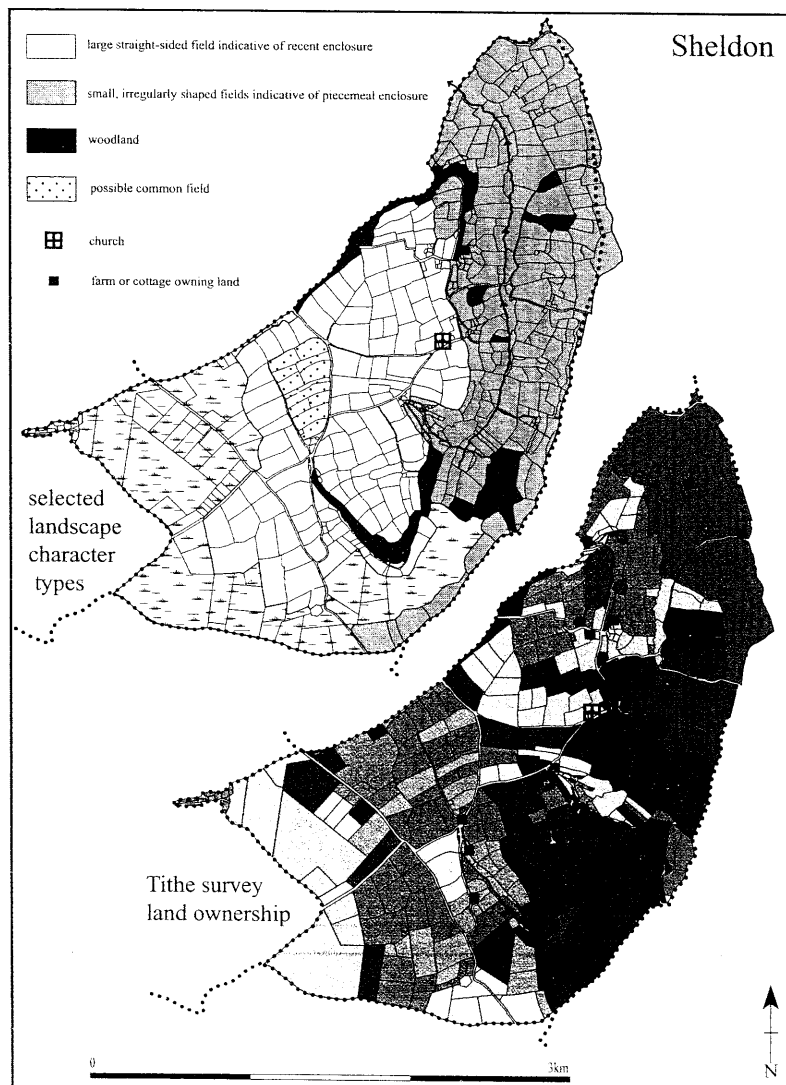 Sheldon
large straight-sided field indicative of recent enclosure
small, irregularly shaped fields indicative of piecemeal enclosure
woodland
possible common field
church
farm or cottage owning land
selected
landscape
character
types
Tithe survey
land ownership
0
3km
N